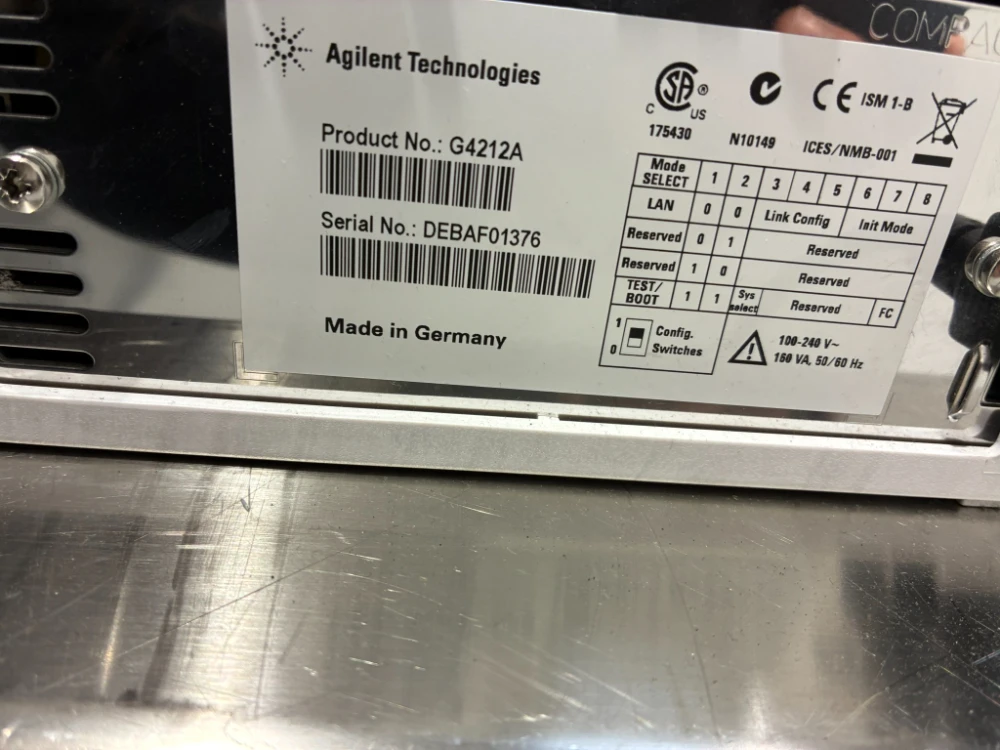 COMPAC
Agilent Technologies
Product No.: G4212A
Serial No.: DEBAF01376
Made in Germany
CSA® C US
175430
N10149
CE ISM 1-B
ICES/NMB-001
Mode SELECT 1 2 3 4 5 6 7 8
LAN 0 0 Link Config Init Mode
Reserved 0 1 Reserved
Reserved 1 0 Reserved
TEST/BOOT 1 1 Sys select Reserved FC
1
0
Config.
Switches
100-240 V~
160 VA, 50/60 Hz